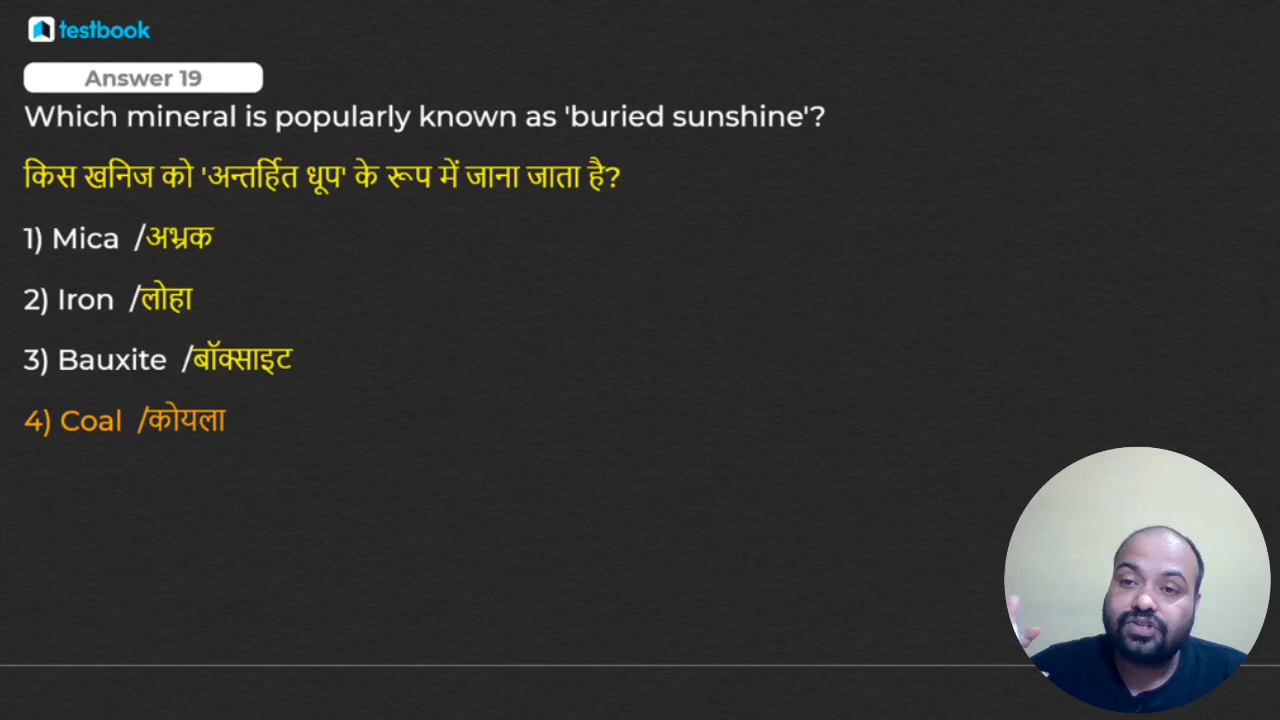 testbook
Answer 19
Which mineral is popularly known as 'buried sunshine'?
किस खनिज को 'अन्तर्हित धूप' के रूप में जाना जाता है?
1) Mica /अभ्रक
2) Iron /लोहा
3) Bauxite /बॉक्साइट
4) Coal /कोयला